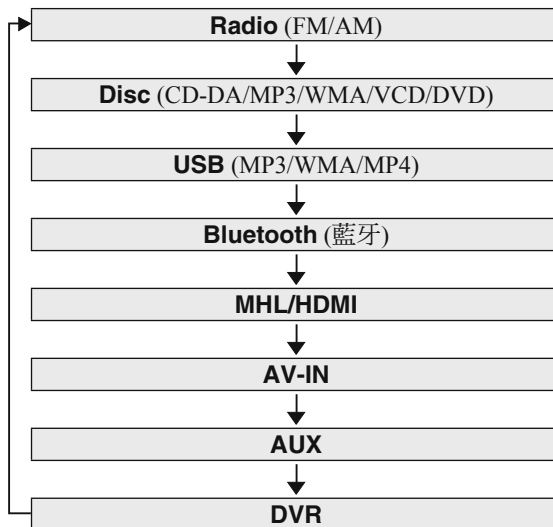 Radio (FM/AM)
Disc (CD-DA/MP3/WMA/VCD/DVD)
USB (MP3/WMA/MP4)
Bluetooth (藍牙)
MHL/HDMI
AV-IN
AUX
DVR